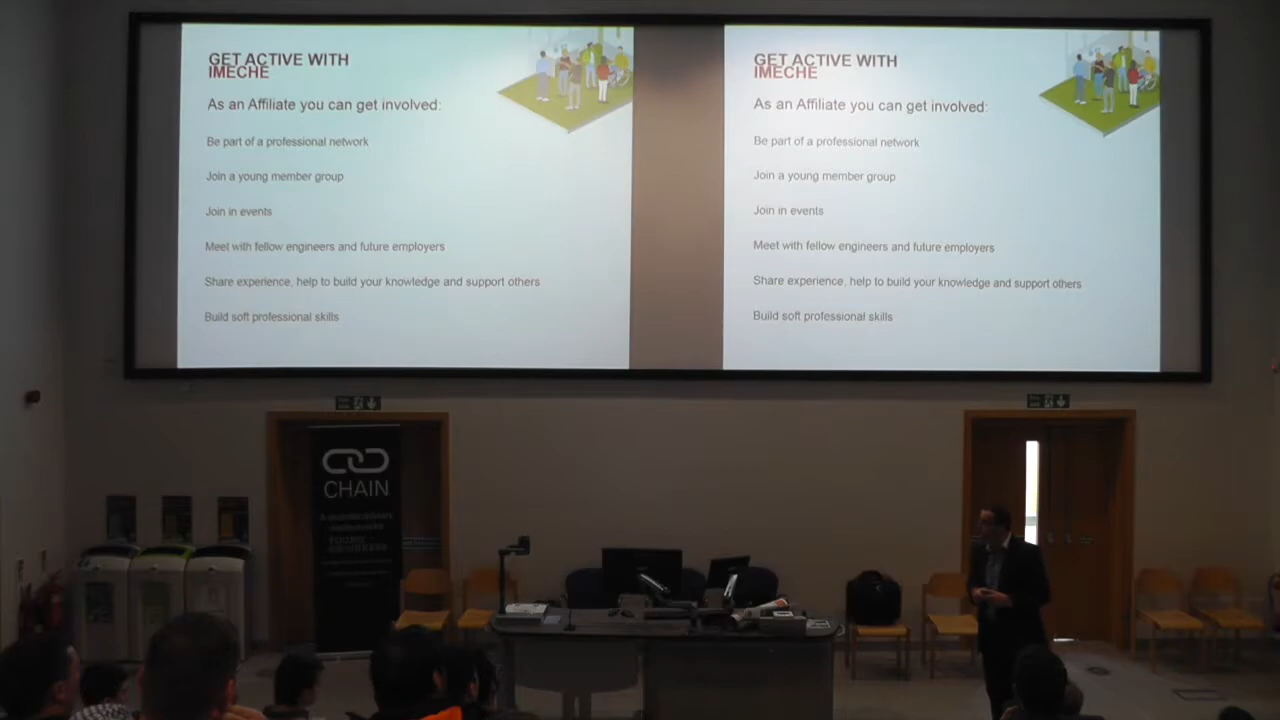 GET ACTIVE WITH
IMECHE
As an Affiliate you can get involved:
Be part of a professional network
Join a young member group
Join in events
Meet with fellow engineers and future employers
Share experience, help to build your knowledge and support others
Build soft professional skills
GET ACTIVE WITH
IMECHE
As an Affiliate you can get involved:
Be part of a professional network
Join a young member group
Join in events
Meet with fellow engineers and future employers
Share experience, help to build your knowledge and support others
Build soft professional skills
CHAIN